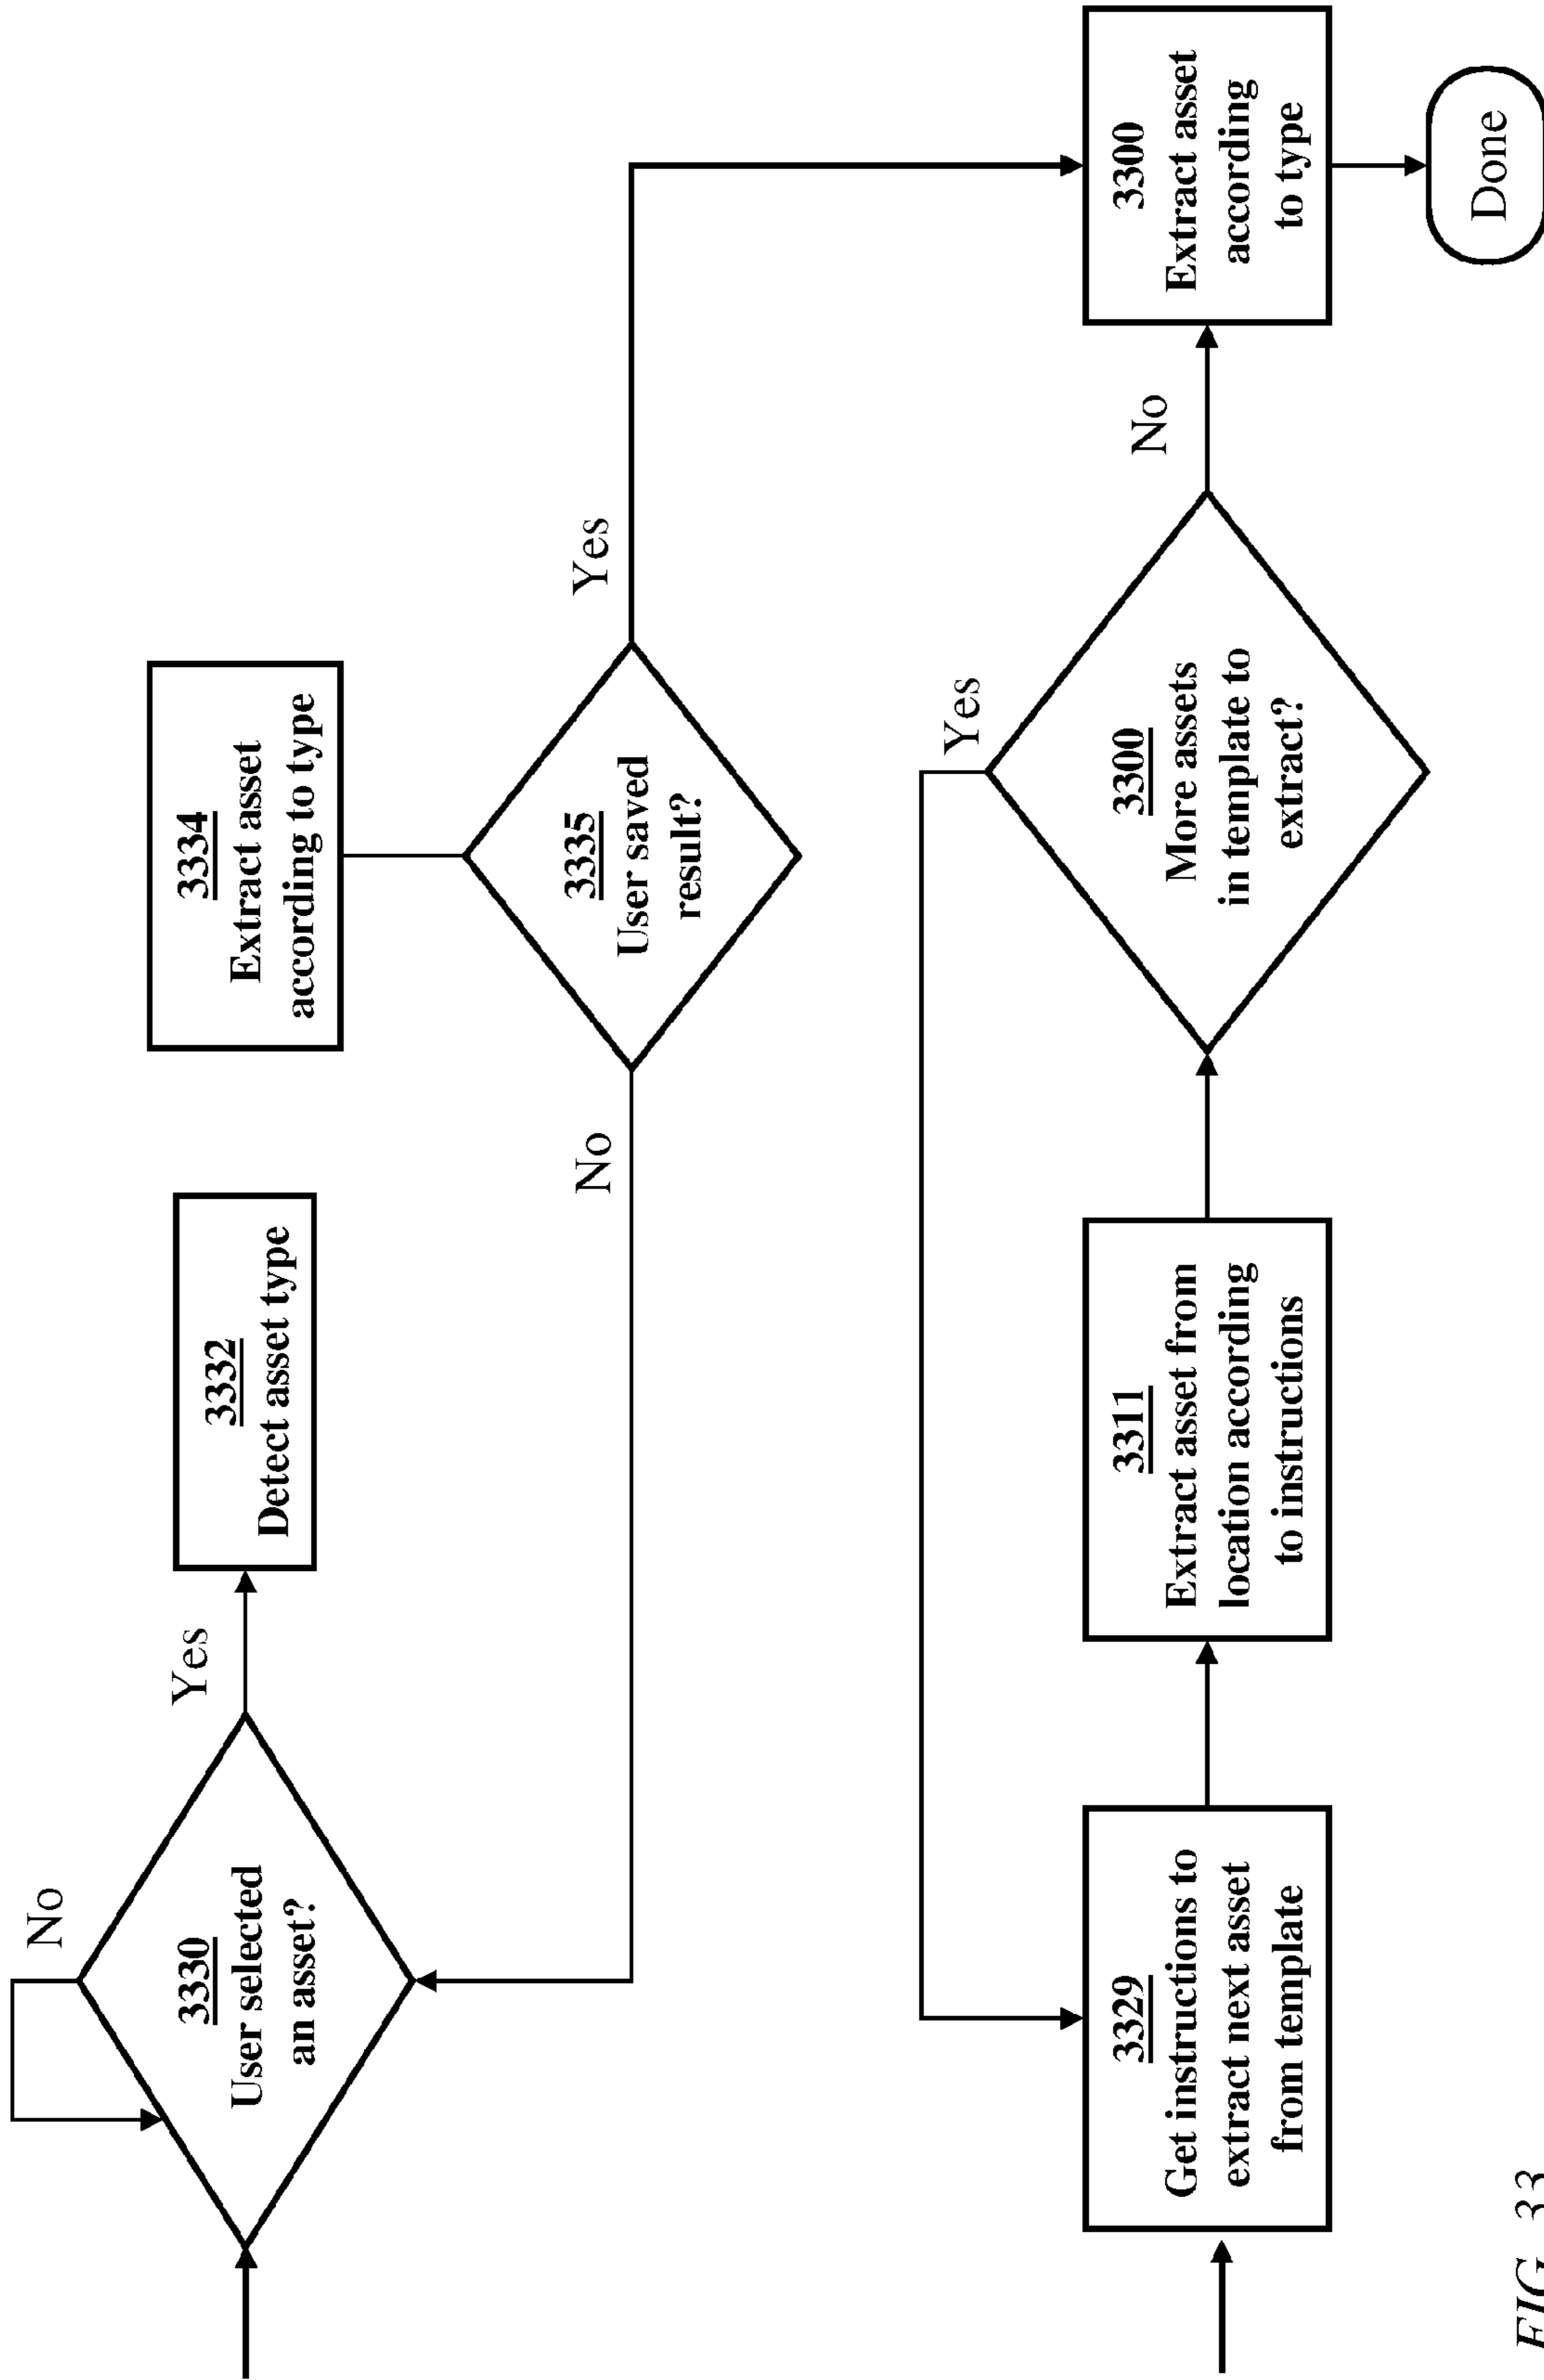 No
3330
User selected
an asset?
Yes
3332
Detect asset type
3334
Extract asset
according to type
No
3335
User saved
result?
Yes
Yes
3329
Get instructions to
extract next asset
from template
3311
Extract asset from
location according
to instructions
3300
More assets
in template to
extract?
No
3300
Extract asset
according
to type
Done
FIG. 33